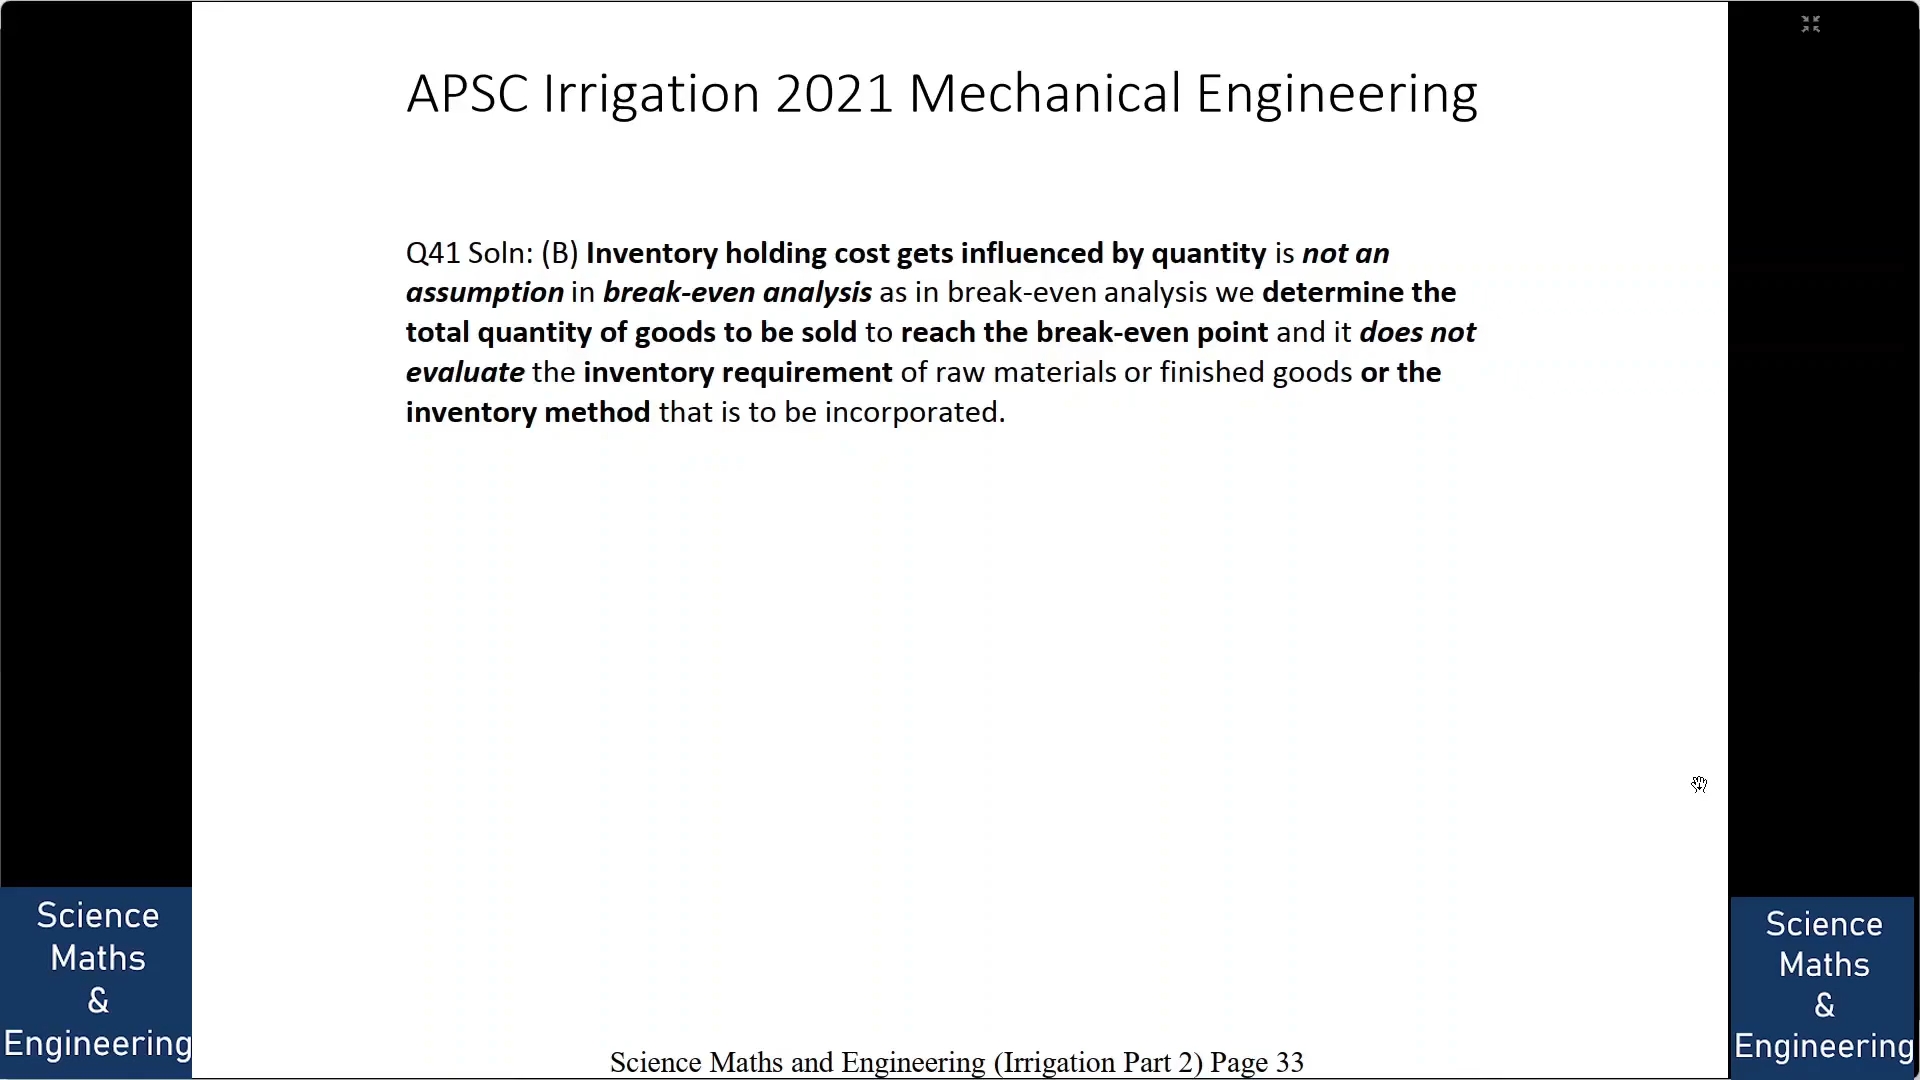 APSC Irrigation 2021 Mechanical Engineering
Q41 Soln: (B) Inventory holding cost gets influenced by quantity is not an
assumption in break-even analysis as in break-even analysis we determine the
total quantity of goods to be sold to reach the break-even point and it does not
evaluate the inventory requirement of raw materials or finished goods or the
inventory method that is to be incorporated.
Science
Maths
&
Engineering
Science
Maths
&
Engineering
Science Maths and Engineering (Irrigation Part 2) Page 33